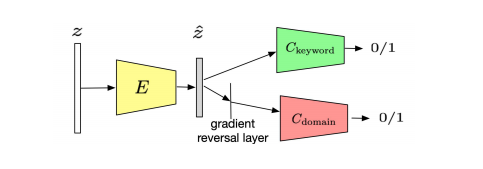 z
ẑ
E
C_keyword
0/1
gradient
reversal layer
C_domain
0/1